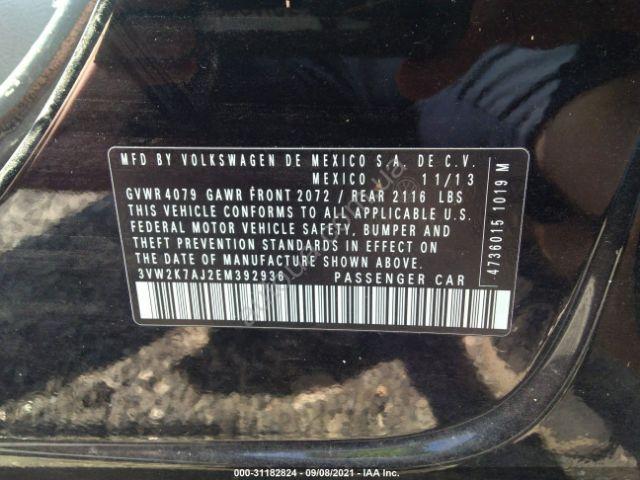 MFD BY VOLKSWAGEN DE MEXICO S.A. DE C.V.
MEXICO 11/13
GVWR 4079 GAWR FRONT 2072 / REAR 2116 LBS
THIS VEHICLE CONFORMS TO ALL APPLICABLE U.S.
FEDERAL MOTOR VEHICLE SAFETY, BUMPER AND
THEFT PREVENTION STANDARDS IN EFFECT ON
THE DATE OF MANUFACTURE SHOWN ABOVE.
3VW2K7AJ2EM392936 PASSENGER CAR
4736015 1019 M
000-31182824 - 09/08/2021 - IAA Inc.